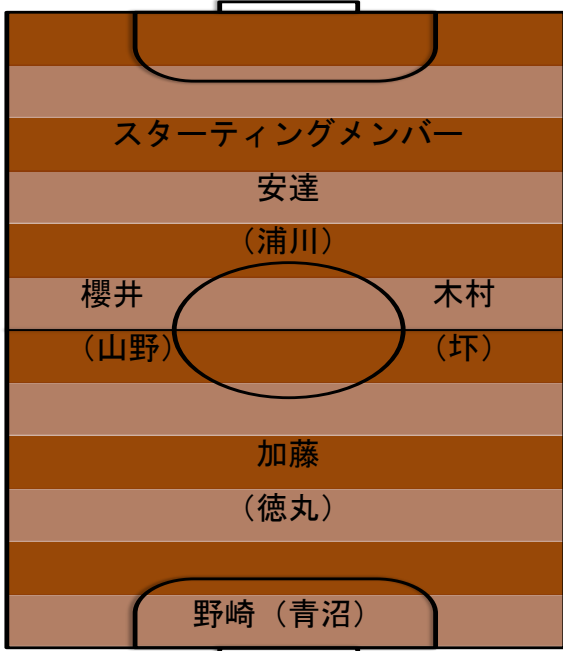 スターティングメンバー
安達
（浦川）
櫻井 木村
（山野） （圷）
加藤
（徳丸）
野崎（青沼）